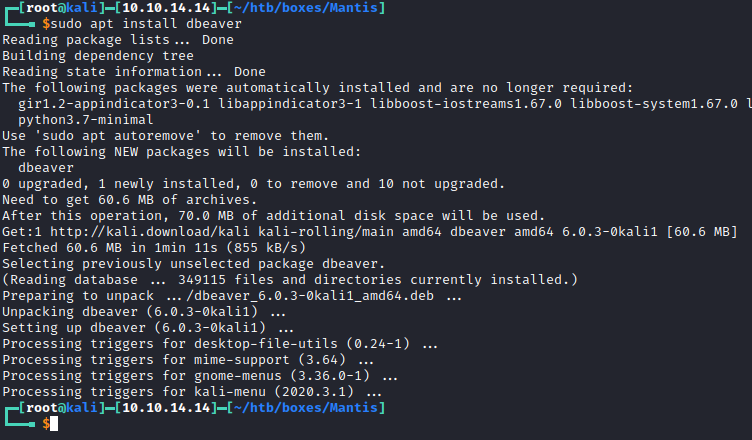 [root@kali]─[10.10.14.14]─[~/htb/boxes/Mantis]
$sudo apt install dbeaver
Reading package lists... Done
Building dependency tree
Reading state information... Done
The following packages were automatically installed and are no longer required:
gir1.2-appindicator3-0.1 libappindicator3-1 libboost-iostreams1.67.0 libboost-system1.67.0 l
python3.7-minimal
Use 'sudo apt autoremove' to remove them.
The following NEW packages will be installed:
dbeaver
0 upgraded, 1 newly installed, 0 to remove and 10 not upgraded.
Need to get 60.6 MB of archives.
After this operation, 70.0 MB of additional disk space will be used.
Get:1 http://kali.download/kali kali-rolling/main amd64 dbeaver amd64 6.0.3-0kali1 [60.6 MB]
Fetched 60.6 MB in 1min 11s (855 kB/s)
Selecting previously unselected package dbeaver.
(Reading database ... 349115 files and directories currently installed.)
Preparing to unpack .../dbeaver_6.0.3-0kali1_amd64.deb ...
Unpacking dbeaver (6.0.3-0kali1) ...
Setting up dbeaver (6.0.3-0kali1) ...
Processing triggers for desktop-file-utils (0.24-1) ...
Processing triggers for mime-support (3.64) ...
Processing triggers for gnome-menus (3.36.0-1) ...
Processing triggers for kali-menu (2020.3.1) ...
[root@kali]─[10.10.14.14]─[~/htb/boxes/Mantis]
$